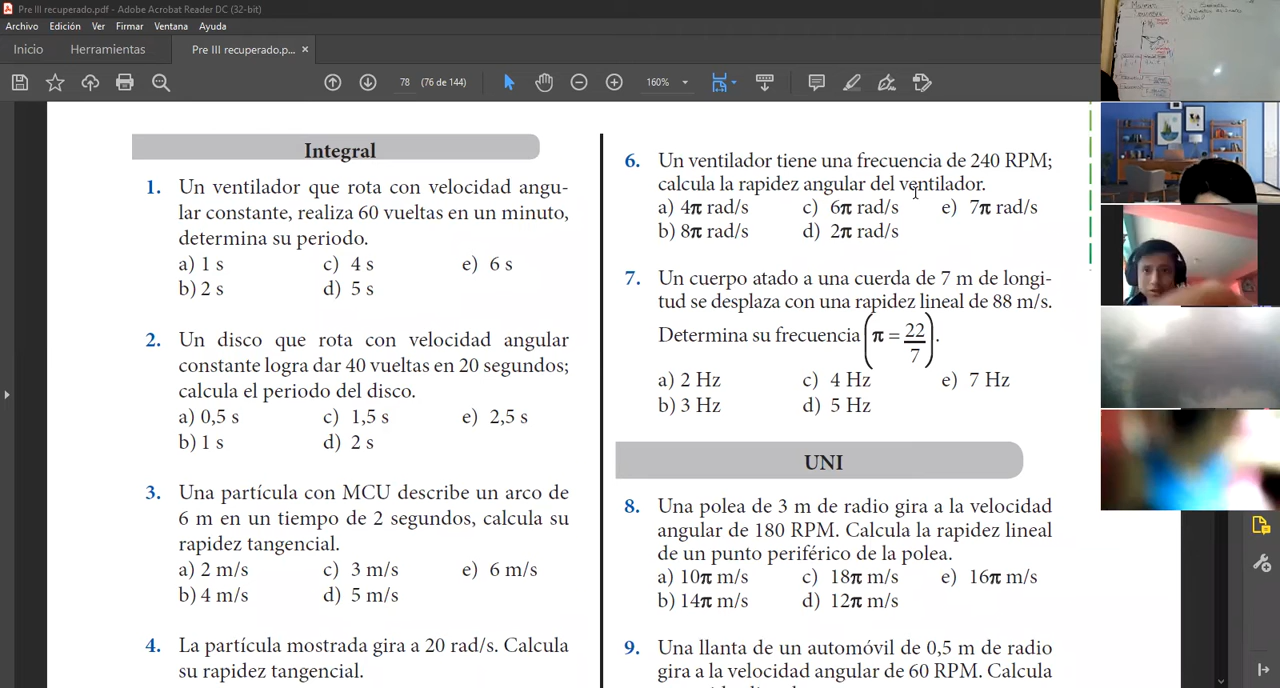 Pre III recuperado.pdf - Adobe Acrobat Reader DC (32-bit)
Archivo Edición Ver Firmar Ventana Ayuda
Inicio Herramientas Pre III recuperado.p... ×
78 (76 de 144) 160%
Integral
1. Un ventilador que rota con velocidad angu-
lar constante, realiza 60 vueltas en un minuto,
determina su periodo.
a) 1 s c) 4 s e) 6 s
b) 2 s d) 5 s
2. Un disco que rota con velocidad angular
constante logra dar 40 vueltas en 20 segundos;
calcula el periodo del disco.
a) 0,5 s c) 1,5 s e) 2,5 s
b) 1 s d) 2 s
3. Una partícula con MCU describe un arco de
6 m en un tiempo de 2 segundos, calcula su
rapidez tangencial.
a) 2 m/s c) 3 m/s e) 6 m/s
b) 4 m/s d) 5 m/s
4. La partícula mostrada gira a 20 rad/s. Calcula
su rapidez tangencial.
6. Un ventilador tiene una frecuencia de 240 RPM;
calcula la rapidez angular del ventilador.
a) 4π rad/s c) 6π rad/s e) 7π rad/s
b) 8π rad/s d) 2π rad/s
7. Un cuerpo atado a una cuerda de 7 m de longi-
tud se desplaza con una rapidez lineal de 88 m/s.
Determina su frecuencia (π = 22/7).
a) 2 Hz c) 4 Hz e) 7 Hz
b) 3 Hz d) 5 Hz
UNI
8. Una polea de 3 m de radio gira a la velocidad
angular de 180 RPM. Calcula la rapidez lineal
de un punto periférico de la polea.
a) 10π m/s c) 18π m/s e) 16π m/s
b) 14π m/s d) 12π m/s
9. Una llanta de un automóvil de 0,5 m de radio
gira a la velocidad angular de 60 RPM. Calcula